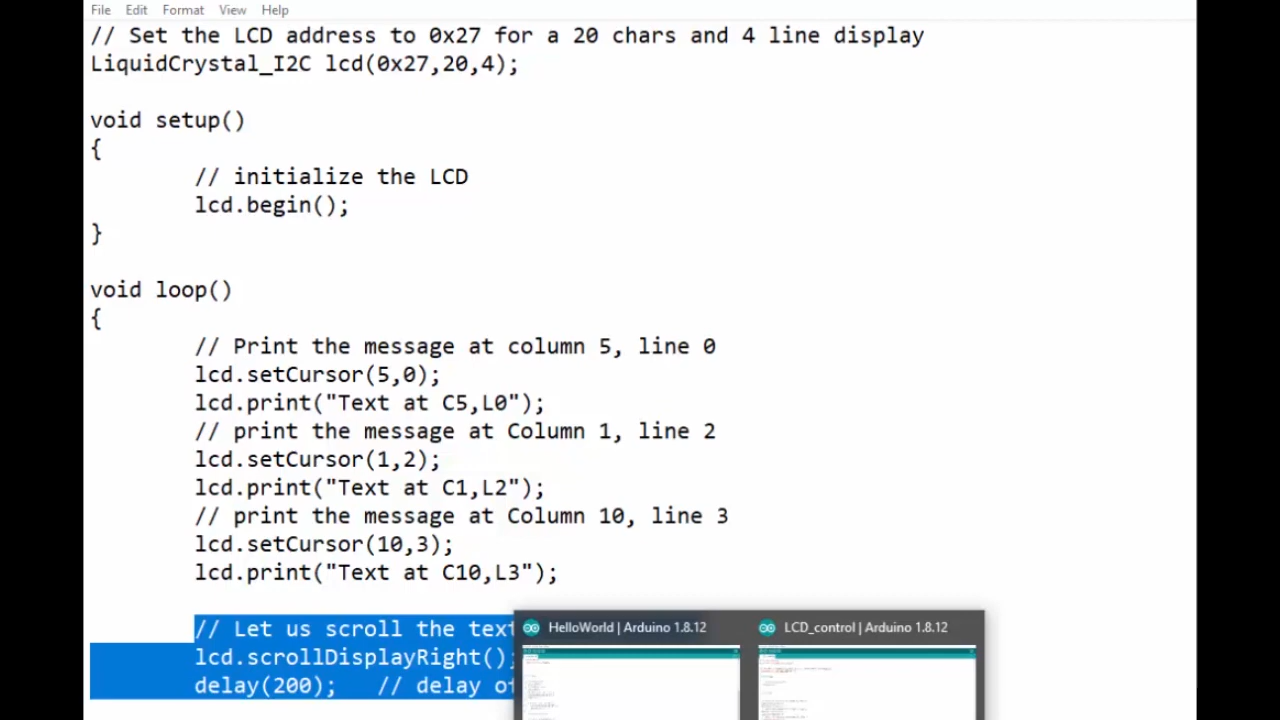 File Edit Format View Help
// Set the LCD address to 0x27 for a 20 chars and 4 line display
LiquidCrystal_I2C lcd(0x27,20,4);
void setup()
{
// initialize the LCD
lcd.begin();
}
void loop()
{
// Print the message at column 5, line 0
lcd.setCursor(5,0);
lcd.print("Text at C5,L0");
// print the message at Column 1, line 2
lcd.setCursor(1,2);
lcd.print("Text at C1,L2");
// print the message at Column 10, line 3
lcd.setCursor(10,3);
lcd.print("Text at C10,L3");
// Let us scroll the text
lcd.scrollDisplayRight();
delay(200); // delay of
HelloWorld | Arduino 1.8.12
LCD_control | Arduino 1.8.12